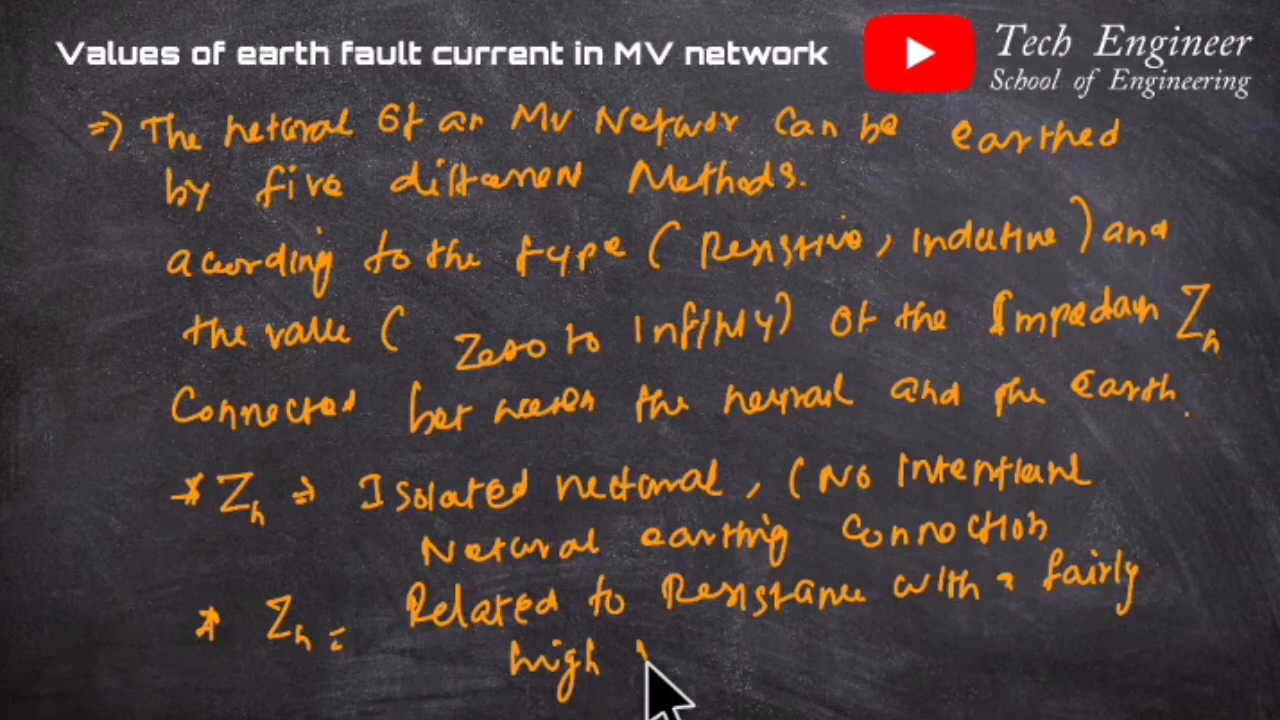 Values of earth fault current in MV network
Tech Engineer
School of Engineering
=> The netural of an MV Network can be earthed
by five different Methods.
acording to the type (Resistive, inductive) and
the value (Zero to infinity) of the Impedan Zn
Connected between the neutral and the Earth.
* Zn => Isolated netural, (No Intentional
Netural earthing connection
* Zn = Related to Resistance with a fairly
high